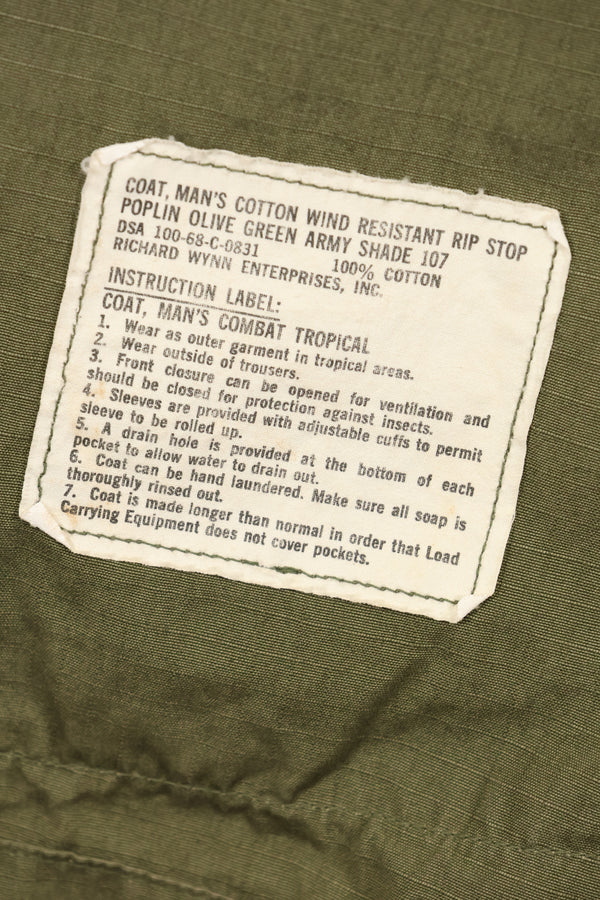 COAT, MAN'S COTTON WIND RESISTANT RIP STOP
POPLIN OLIVE GREEN ARMY SHADE 107
DSA 100-68-C-0831 100% COTTON
RICHARD WYNN ENTERPRISES, INC.
INSTRUCTION LABEL:
COAT, MAN'S COMBAT TROPICAL
1. Wear as outer garment in tropical areas.
2. Wear outside of trousers.
3. Front closure can be opened for ventilation and
should be closed for protection against insects.
4. Sleeves are provided with adjustable cuffs to permit
sleeve to be rolled up.
5. A drain hole is provided at the bottom of each
pocket to allow water to drain out.
6. Coat can be hand laundered. Make sure all soap is
thoroughly rinsed out.
7. Coat is made longer than normal in order that Load
Carrying Equipment does not cover pockets.